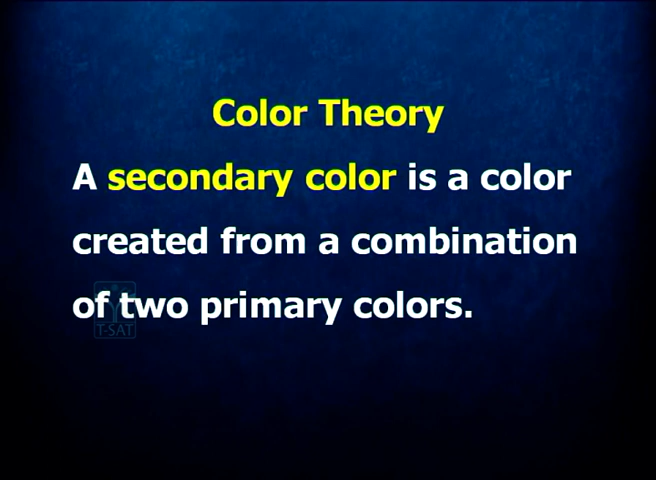 Color Theory
A secondary color is a color
created from a combination
of two primary colors.
T-SAT